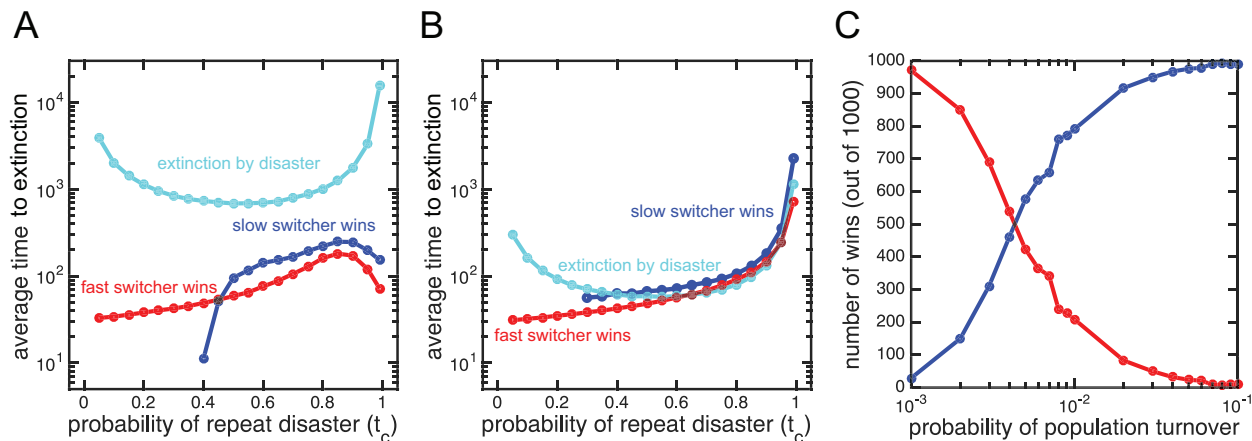 A
average time to extinction
10^4
10^3
10^2
10^1
extinction by disaster
slow switcher wins
fast switcher wins
0 0.2 0.4 0.6 0.8 1
probability of repeat disaster (t_c)
B
average time to extinction
10^4
10^3
10^2
10^1
slow switcher wins
extinction by disaster
fast switcher wins
0 0.2 0.4 0.6 0.8 1
probability of repeat disaster (t_c)
C
number of wins (out of 1000)
1000
900
800
700
600
500
400
300
200
100
0
10^-3 10^-2 10^-1
probability of population turnover